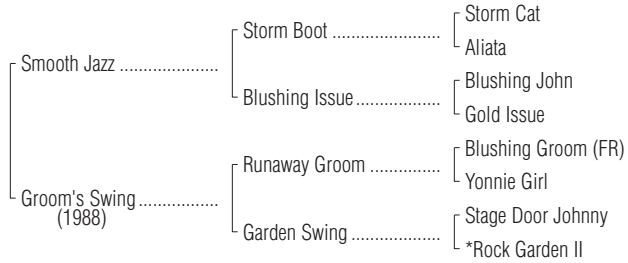 Storm Cat
Storm Boot ....................
Aliata
Smooth Jazz ..................
Blushing John
Blushing Issue ................
Gold Issue
Blushing Groom (FR)
Runaway Groom ..............
Yonnie Girl
Groom's Swing ...............
(1988)
Stage Door Johnny
Garden Swing .................
*Rock Garden II